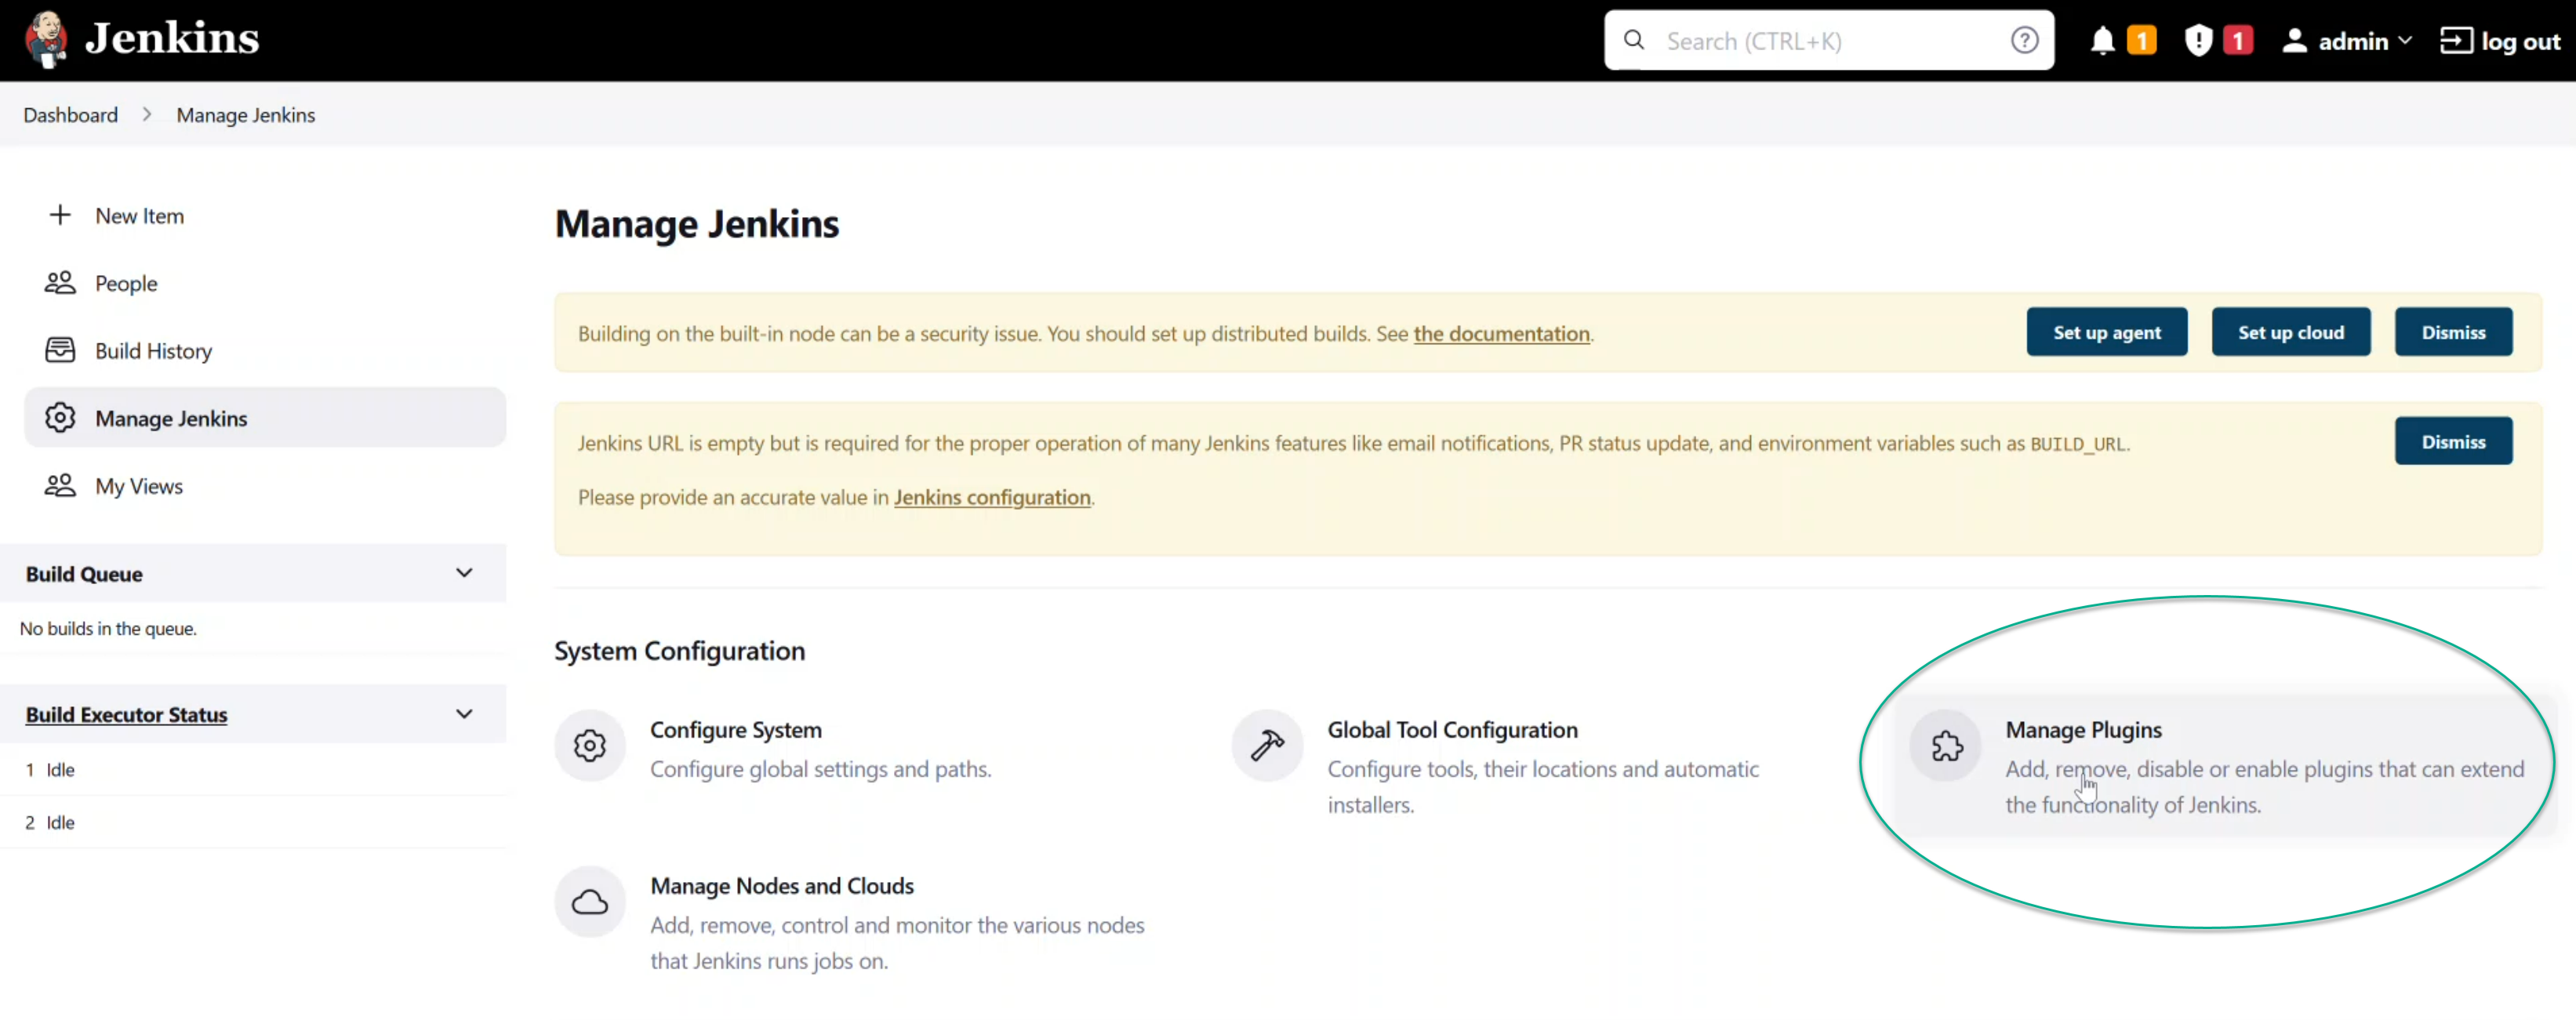 Jenkins
Search (CTRL+K)
1
1
admin
log out
Dashboard
Manage Jenkins
New Item
People
Build History
Manage Jenkins
My Views
Build Queue
No builds in the queue.
Build Executor Status
1 Idle
2 Idle
Manage Jenkins
Building on the built-in node can be a security issue. You should set up distributed builds. See the documentation.
Set up agent
Set up cloud
Dismiss
Jenkins URL is empty but is required for the proper operation of many Jenkins features like email notifications, PR status update, and environment variables such as BUILD_URL.
Dismiss
Please provide an accurate value in Jenkins configuration.
System Configuration
Configure System
Configure global settings and paths.
Global Tool Configuration
Configure tools, their locations and automatic
installers.
Manage Plugins
Add, remove, disable or enable plugins that can extend
the functionality of Jenkins.
Manage Nodes and Clouds
Add, remove, control and monitor the various nodes
that Jenkins runs jobs on.